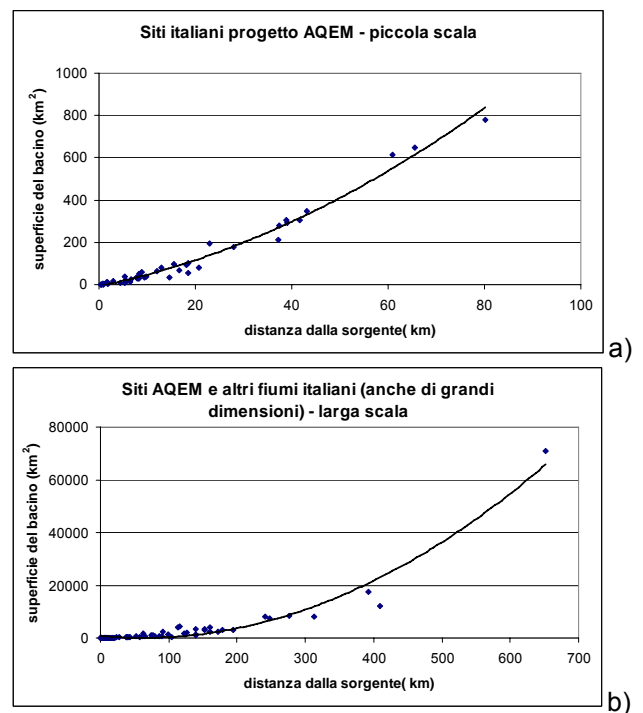 Siti italiani progetto AQEM - piccola scala
superficie del bacino (km²)
1000
800
600
400
200
0
0 20 40 60 80 100
distanza dalla sorgente( km)
a)
Siti AQEM e altri fiumi italiani (anche di grandi
dimensioni) - larga scala
superficie del bacino (km²)
80000
60000
40000
20000
0
0 100 200 300 400 500 600 700
distanza dalla sorgente( km)
b)